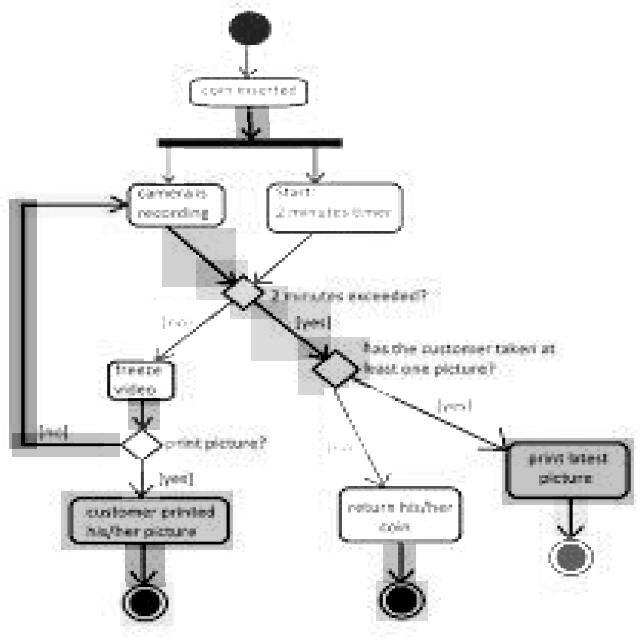 coin inserted
camera is
recording
Start:
2 minutes timer
2 minutes exceeded?
[no]
[yes]
has the customer taken at
least one picture?
freeze
video
[no]
print picture?
[yes]
[no]
[yes]
print latest
picture
customer printed
his/her picture
return his/her
coin